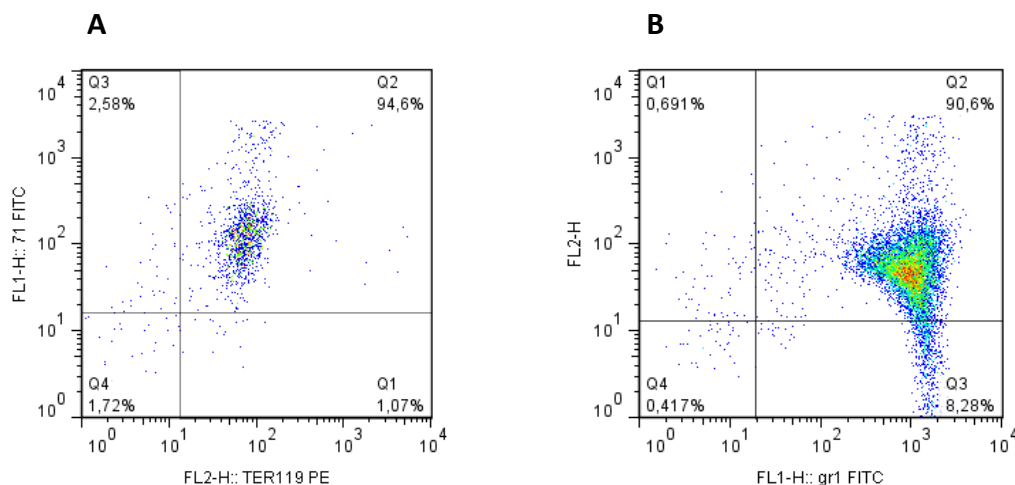 A
Q3
2,58%
Q2
94,6%
Q4
1,72%
Q1
1,07%
10^4
10^3
10^2
10^1
10^0
10^0 10^1 10^2 10^3 10^4
FL1-H:: 71 FITC
FL2-H:: TER119 PE
B
Q1
0,691%
Q2
90,6%
Q4
0,417%
Q3
8,28%
10^4
10^3
10^2
10^1
10^0
10^0 10^1 10^2 10^3 10^4
FL2-H
FL1-H:: gr1 FITC